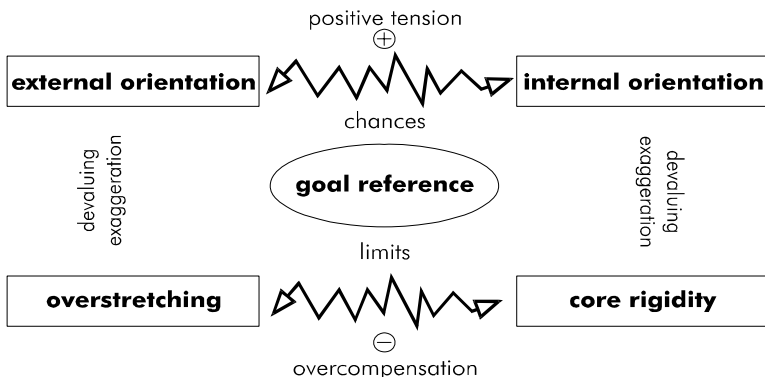 positive tension
+
external orientation
internal orientation
chances
devaluing
exaggeration
goal reference
devaluing
exaggeration
limits
overstretching
core rigidity
−
overcompensation